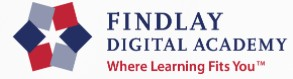 FINDLAY
DIGITAL ACADEMY
Where Learning Fits You™